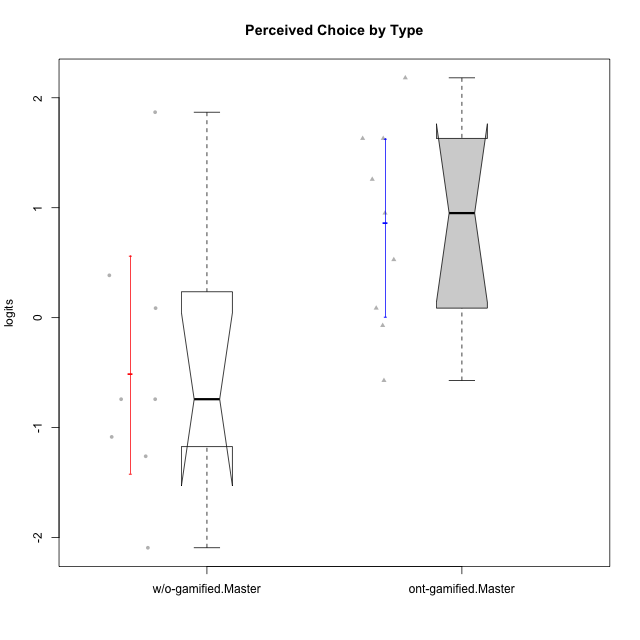 Perceived Choice by Type
logits
2
1
0
-1
-2
w/o-gamified.Master
ont-gamified.Master